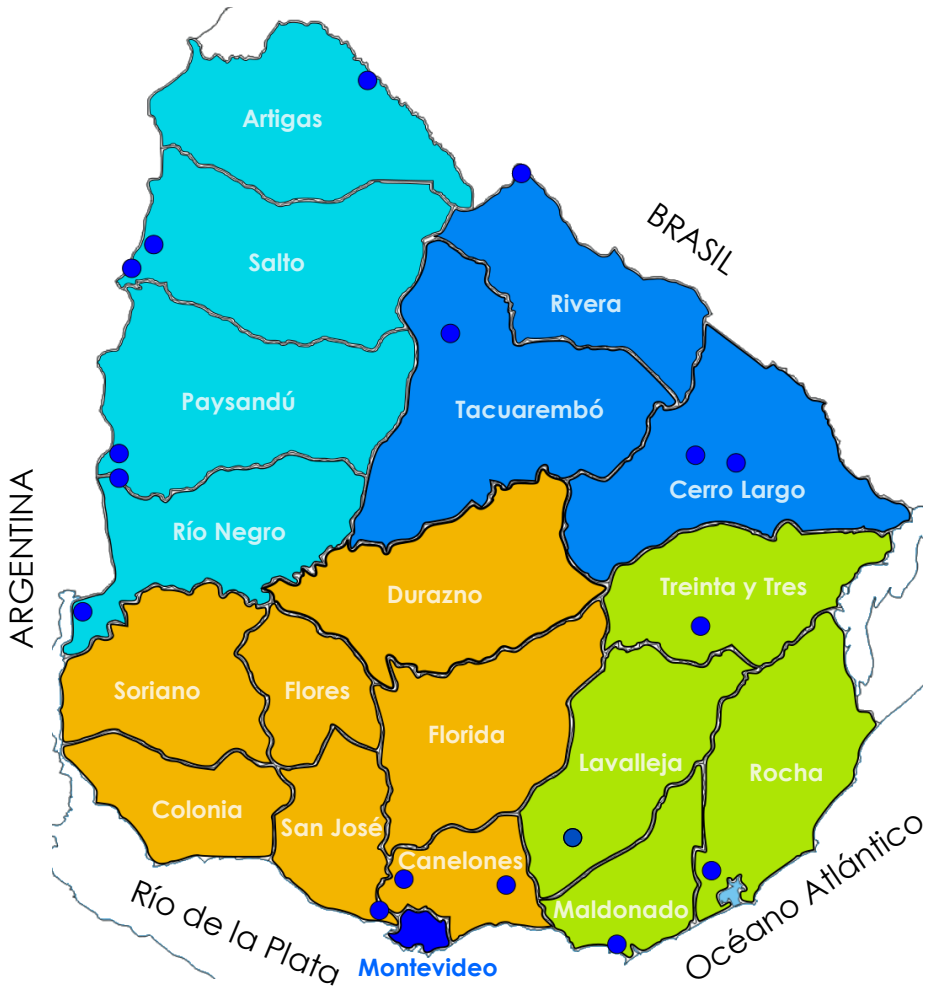 Artigas
BRASIL
Salto
Rivera
Paysandú
Tacuarembó
ARGENTINA
Cerro Largo
Río Negro
Durazno
Treinta y Tres
Soriano
Flores
Florida
Lavalleja
Rocha
Colonia
San José
Canelones
Maldonado
Océano Atlántico
Río de la Plata
Montevideo